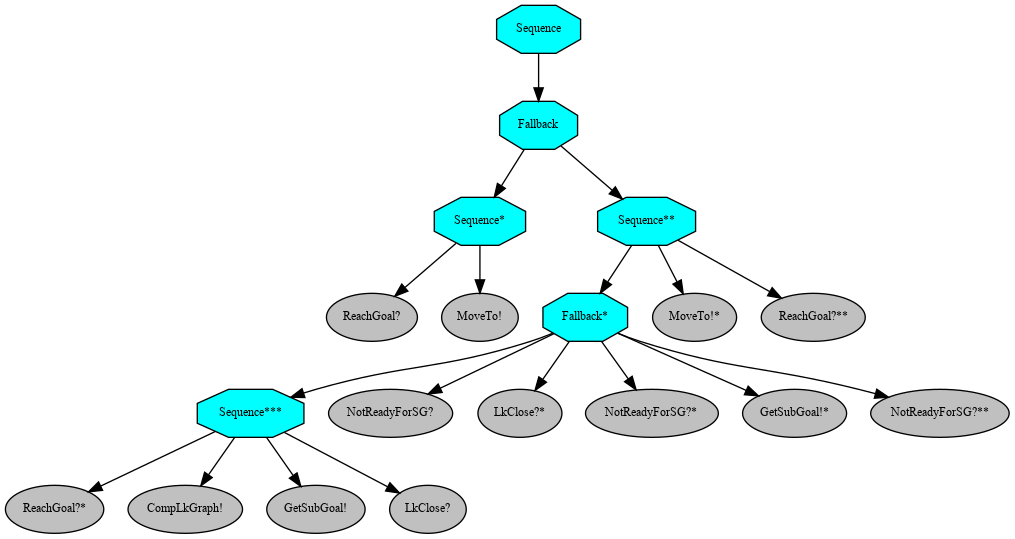 Sequence
Fallback
Sequence*
Sequence**
ReachGoal?
MoveTo!
Fallback*
MoveTo!*
ReachGoal?**
Sequence***
NotReadyForSG?
LkClose?*
NotReadyForSG?*
GetSubGoal!*
NotReadyForSG?**
ReachGoal?*
CompLkGraph!
GetSubGoal!
LkClose?